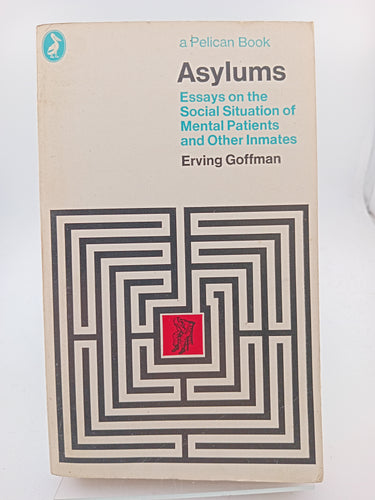 a Pelican Book
Asylums
Essays on the
Social Situation of
Mental Patients
and Other Inmates
Erving Goffman